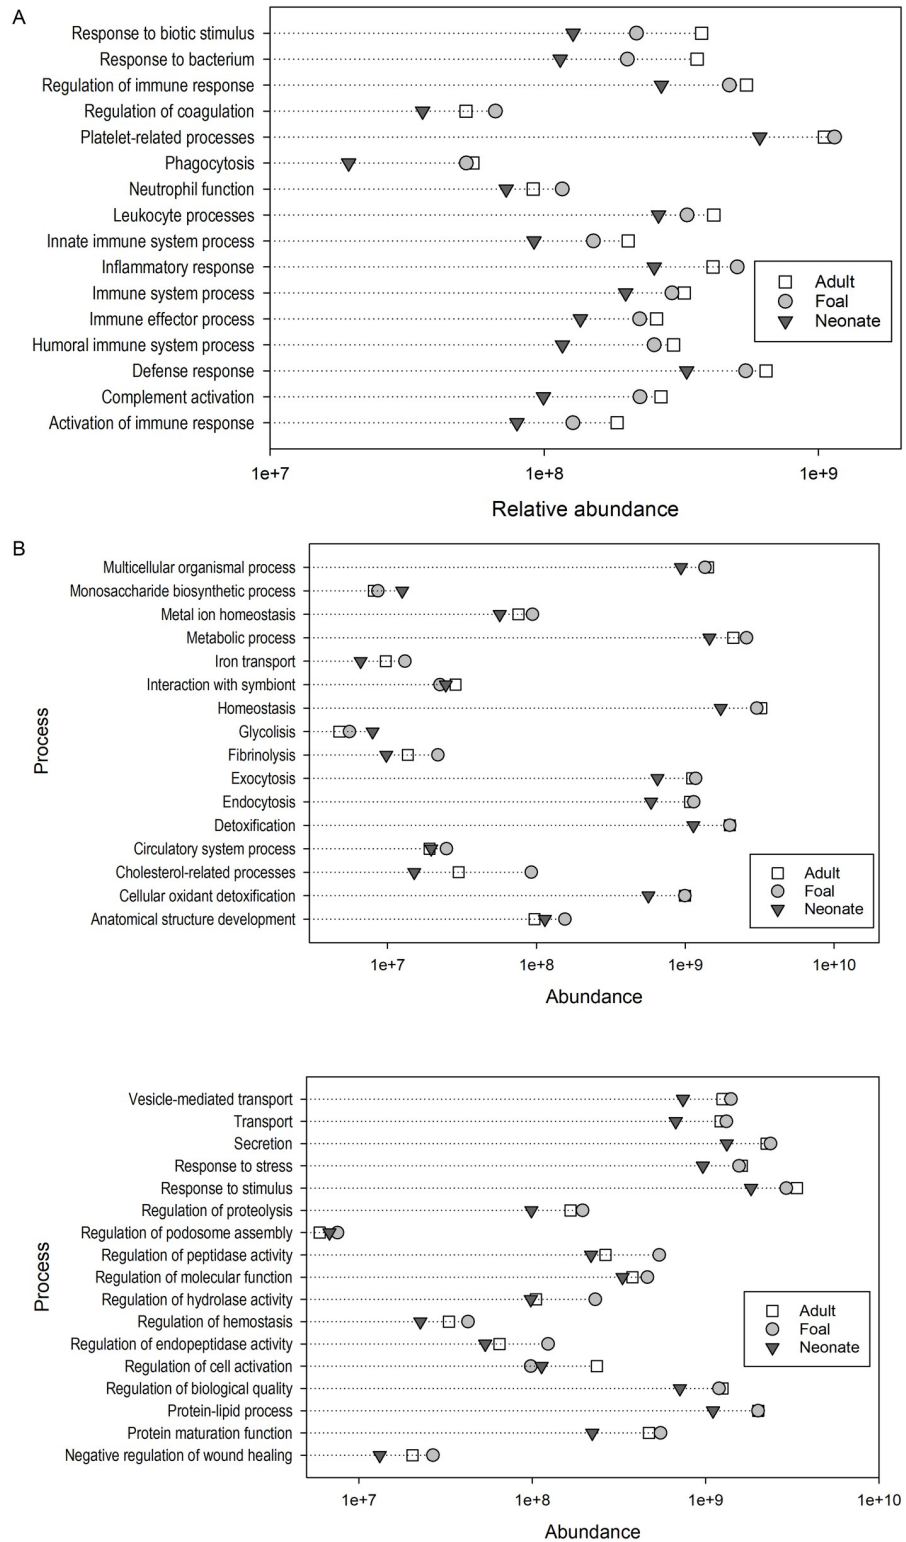 A
Response to biotic stimulus
Response to bacterium
Regulation of immune response
Regulation of coagulation
Platelet-related processes
Phagocytosis
Neutrophil function
Leukocyte processes
Innate immune system process
Inflammatory response
Immune system process
Immune effector process
Humoral immune system process
Defense response
Complement activation
Activation of immune response
Adult
Foal
Neonate
1e+7 1e+8 1e+9
Relative abundance
B
Process
Multicellular organismal process
Monosaccharide biosynthetic process
Metal ion homeostasis
Metabolic process
Iron transport
Interaction with symbiont
Homeostasis
Glycolisis
Fibrinolysis
Exocytosis
Endocytosis
Detoxification
Circulatory system process
Cholesterol-related processes
Cellular oxidant detoxification
Anatomical structure development
Adult
Foal
Neonate
1e+7 1e+8 1e+9 1e+10
Abundance
Process
Vesicle-mediated transport
Transport
Secretion
Response to stress
Response to stimulus
Regulation of proteolysis
Regulation of podosome assembly
Regulation of peptidase activity
Regulation of molecular function
Regulation of hydrolase activity
Regulation of hemostasis
Regulation of endopeptidase activity
Regulation of cell activation
Regulation of biological quality
Protein-lipid process
Protein maturation function
Negative regulation of wound healing
Adult
Foal
Neonate
1e+7 1e+8 1e+9 1e+10
Abundance